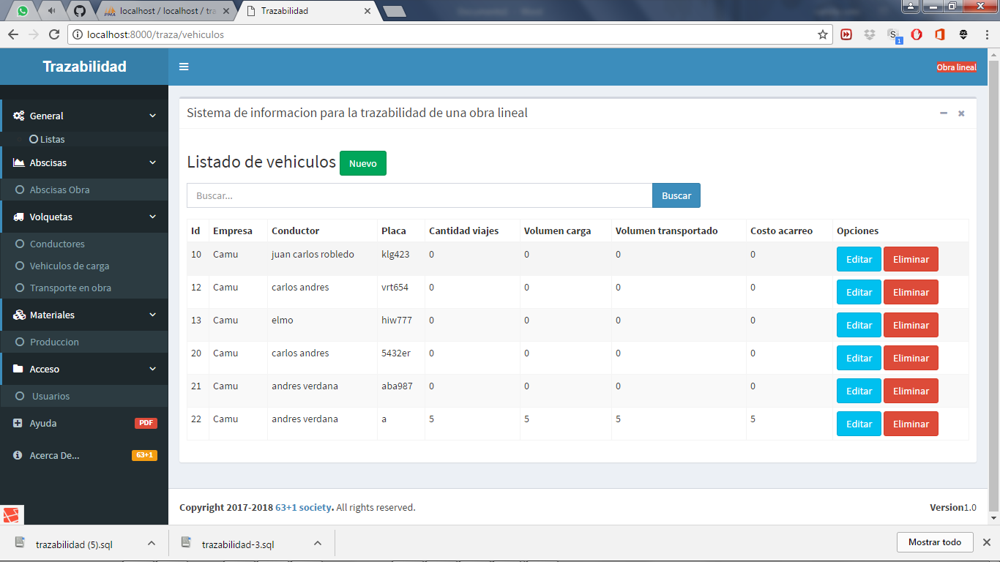 localhost / localhost / tra
Trazabilidad
localhost:8000/traza/vehiculos
1
Trazabilidad
Obra lineal
General
Listas
Abscisas
Abscisas Obra
Volquetas
Conductores
Vehiculos de carga
Transporte en obra
Materiales
Produccion
Acceso
Usuarios
Ayuda PDF
Acerca De... 63+1
Sistema de informacion para la trazabilidad de una obra lineal
Listado de vehiculos Nuevo
Buscar... Buscar
Id Empresa Conductor Placa Cantidad viajes Volumen carga Volumen transportado Costo acarreo Opciones
10 Camu juan carlos robledo klg423 0 0 0 0 Editar Eliminar
12 Camu carlos andres vrt654 0 0 0 0 Editar Eliminar
13 Camu elmo hiw777 0 0 0 0 Editar Eliminar
20 Camu carlos andres 5432er 0 0 0 0 Editar Eliminar
21 Camu andres verdana aba987 0 0 0 0 Editar Eliminar
22 Camu andres verdana a 5 5 5 5 Editar Eliminar
Copyright 2017-2018 63+1 society. All rights reserved. Version1.0
trazabilidad (5).sql trazabilidad-3.sql Mostrar todo